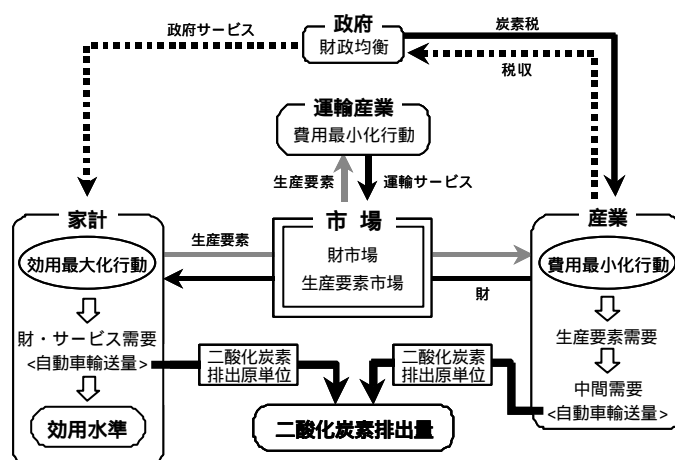 政府
財政均衡
政府サービス
炭素税
税収
運輸産業
費用最小化行動
生産要素
運輸サービス
家計
効用最大化行動
財・サービス需要
<自動車輸送量>
効用水準
生産要素
市場
財市場
生産要素市場
財
産業
費用最小化行動
生産要素需要
中間需要
<自動車輸送量>
二酸化炭素
排出原単位
二酸化炭素
排出原単位
二酸化炭素排出量